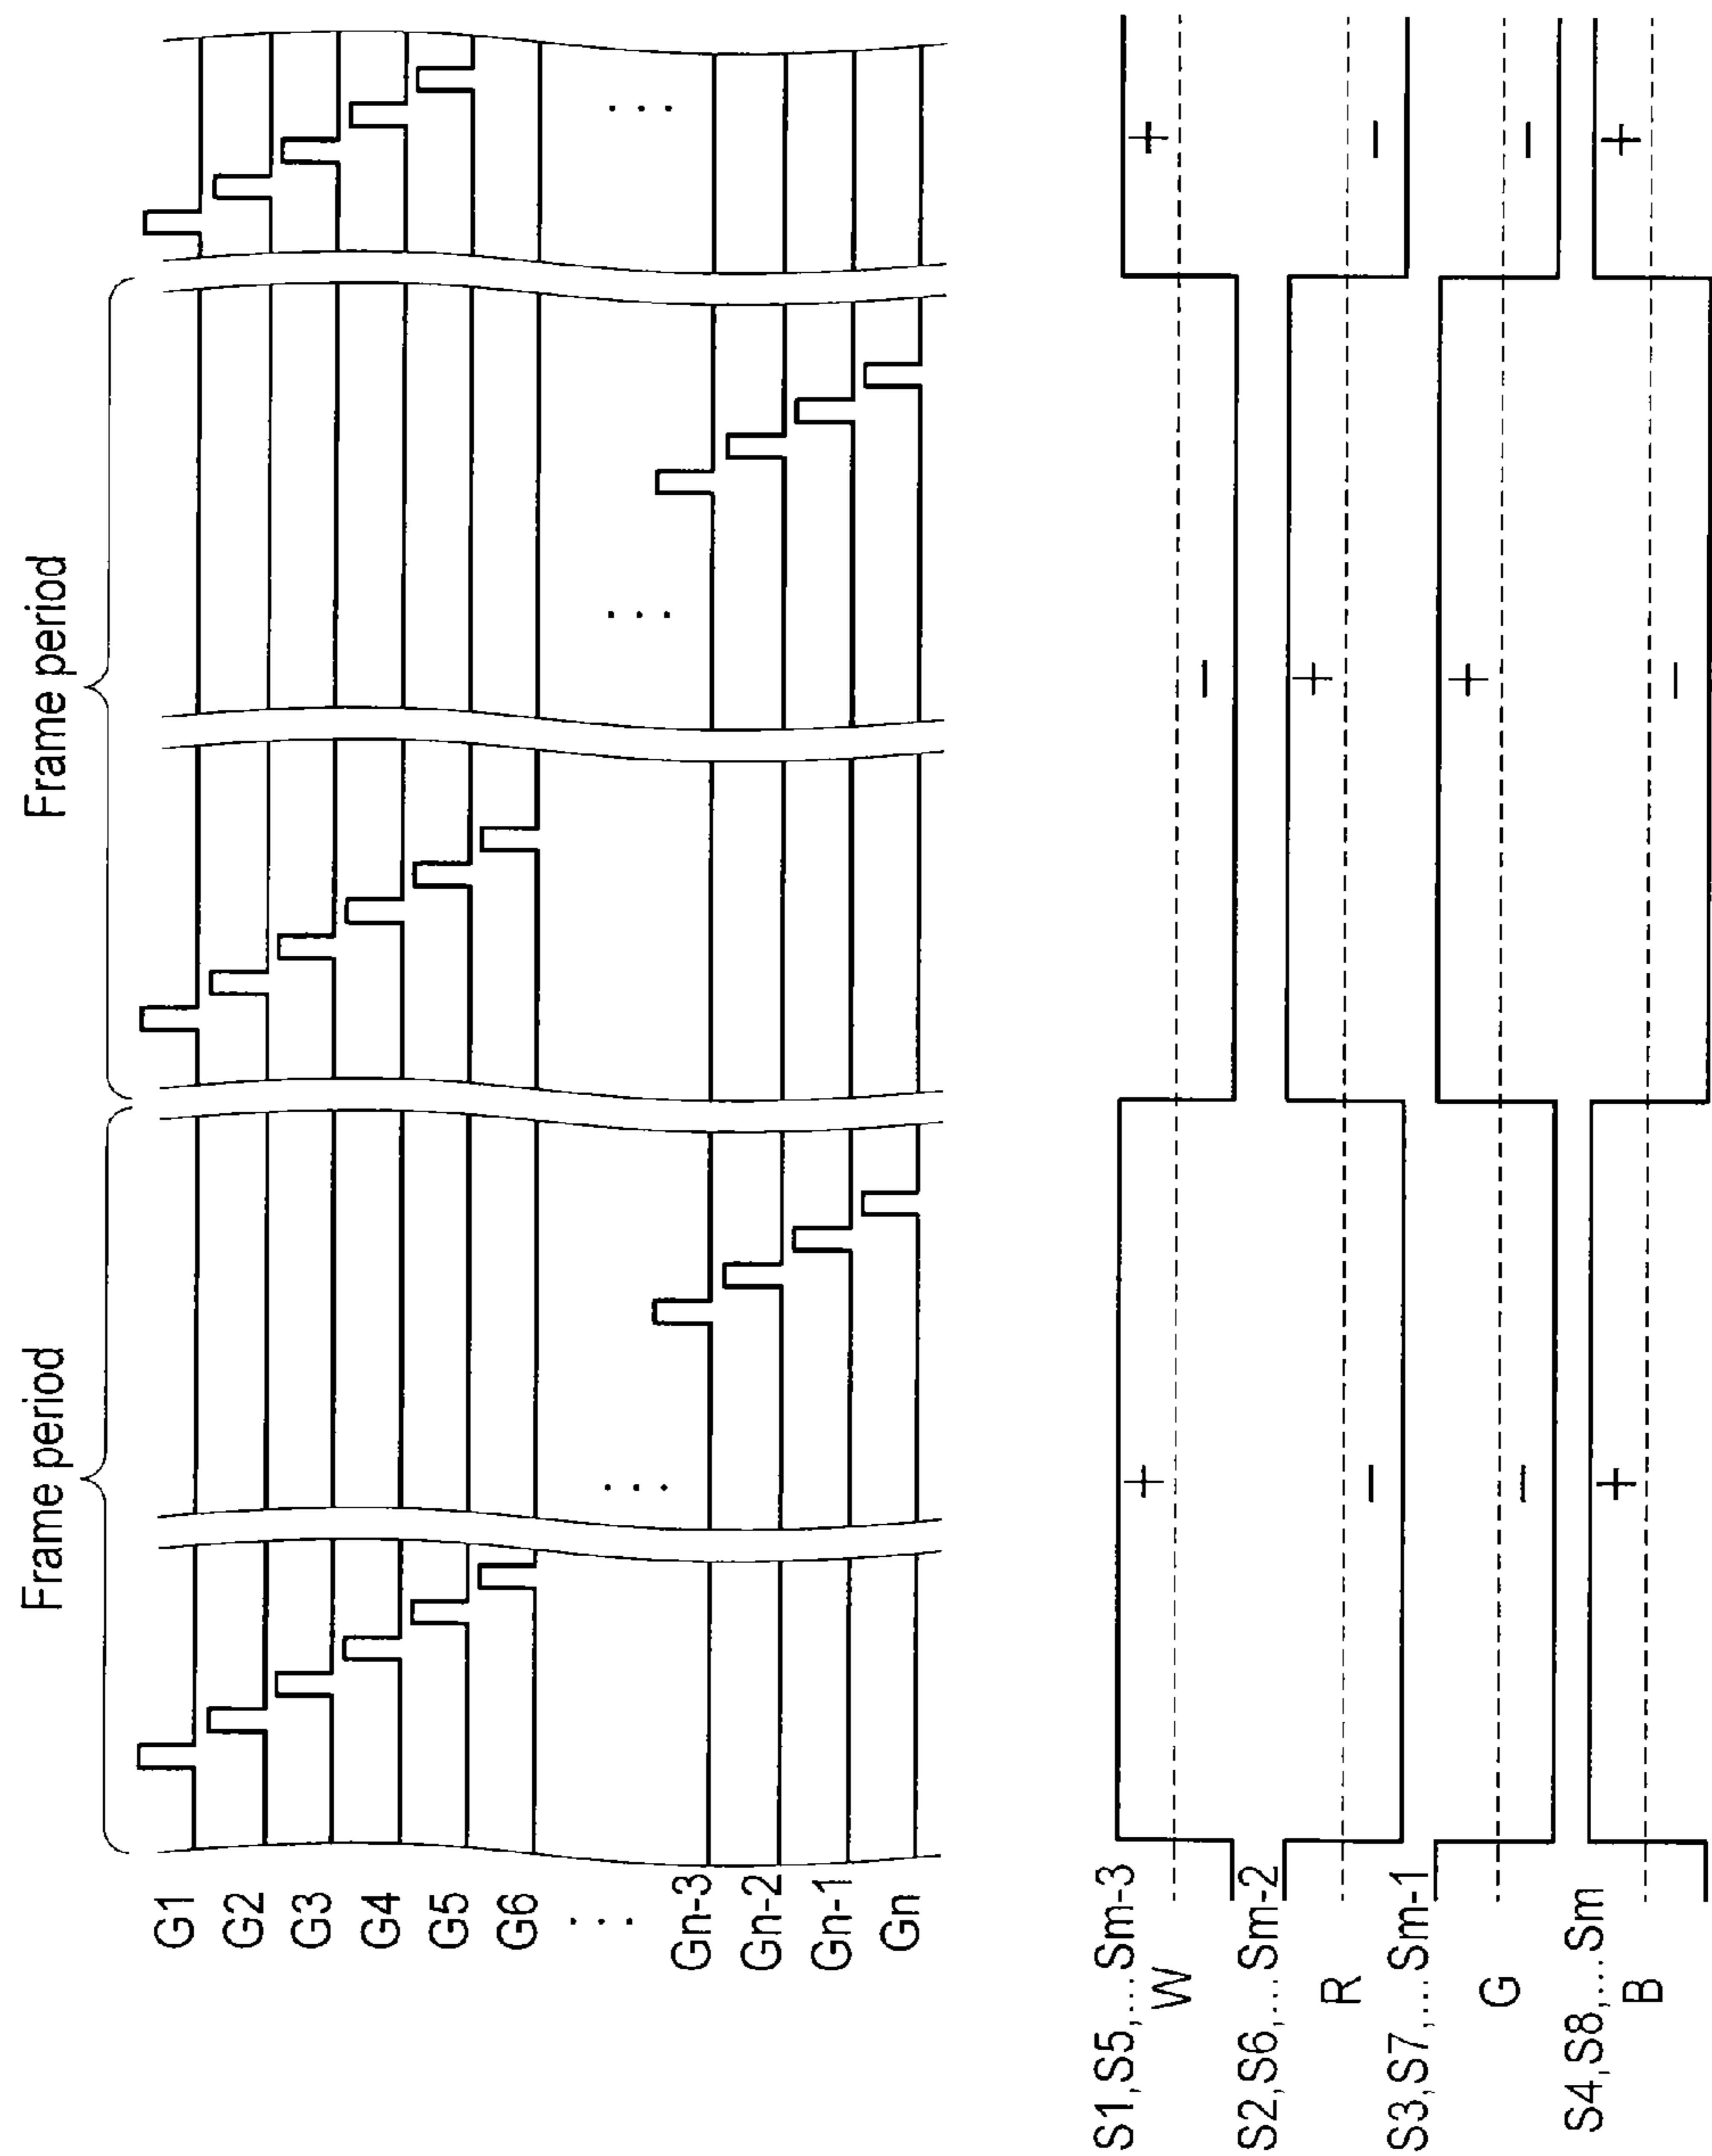 Frame period
Frame period
G1
G2
G3
G4
G5
G6
⋮
Gn-3
Gn-2
Gn-1
Gn
...
...
...
S1,S5,....Sm-3
W
+
−
+
S2,S6,....Sm-2
R
−
+
−
S3,S7,....Sm-1
G
−
+
−
S4,S8,...Sm
B
+
−
+